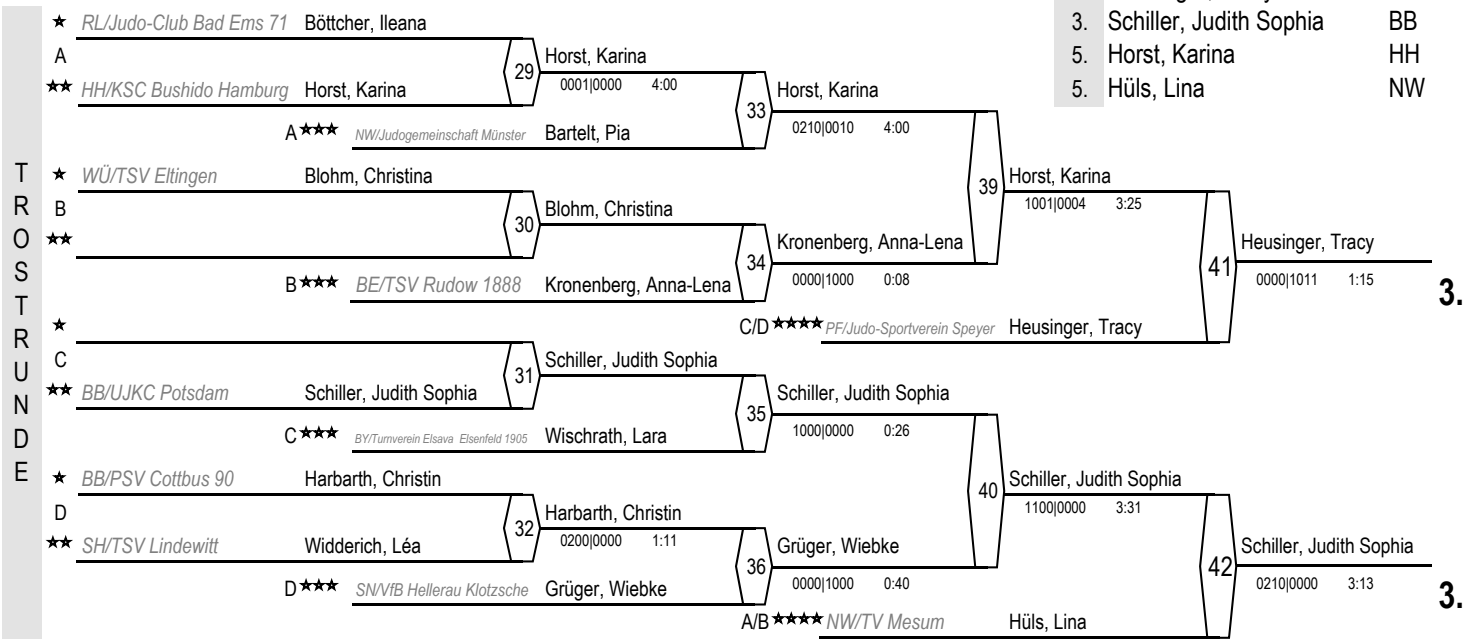 3. Schiller, Judith Sophia BB
5. Horst, Karina HH
5. Hüls, Lina NW
TROSTRUNDE
★ RL/Judo-Club Bad Ems 71 Böttcher, Ileana
A
29 Horst, Karina
0001|0000 4:00
★★ HH/KSC Bushido Hamburg Horst, Karina
33 Horst, Karina
0210|0010 4:00
A★★★ NW/Judogemeinschaft Münster Bartelt, Pia
39 Horst, Karina
1001|0004 3:25
★ WÜ/TSV Eltingen Blohm, Christina
B
30 Blohm, Christina
★★
34 Kronenberg, Anna-Lena
0000|1000 0:08
B★★★ BE/TSV Rudow 1888 Kronenberg, Anna-Lena
41 Heusinger, Tracy
0000|1011 1:15
3.
C/D★★★★ PF/Judo-Sportverein Speyer Heusinger, Tracy
★
C
31 Schiller, Judith Sophia
★★ BB/UJKC Potsdam Schiller, Judith Sophia
35 Schiller, Judith Sophia
1000|0000 0:26
C★★★ BY/Turnverein Elsava Elsenfeld 1905 Wischrath, Lara
★ BB/PSV Cottbus 90 Harbarth, Christin
40 Schiller, Judith Sophia
1100|0000 3:31
D
32 Harbarth, Christin
0200|0000 1:11
★★ SH/TSV Lindewitt Widderich, Léa
36 Grüger, Wiebke
0000|1000 0:40
D★★★ SN/VfB Hellerau Klotzsche Grüger, Wiebke
42 Schiller, Judith Sophia
0210|0000 3:13
3.
A/B★★★★ NW/TV Mesum Hüls, Lina